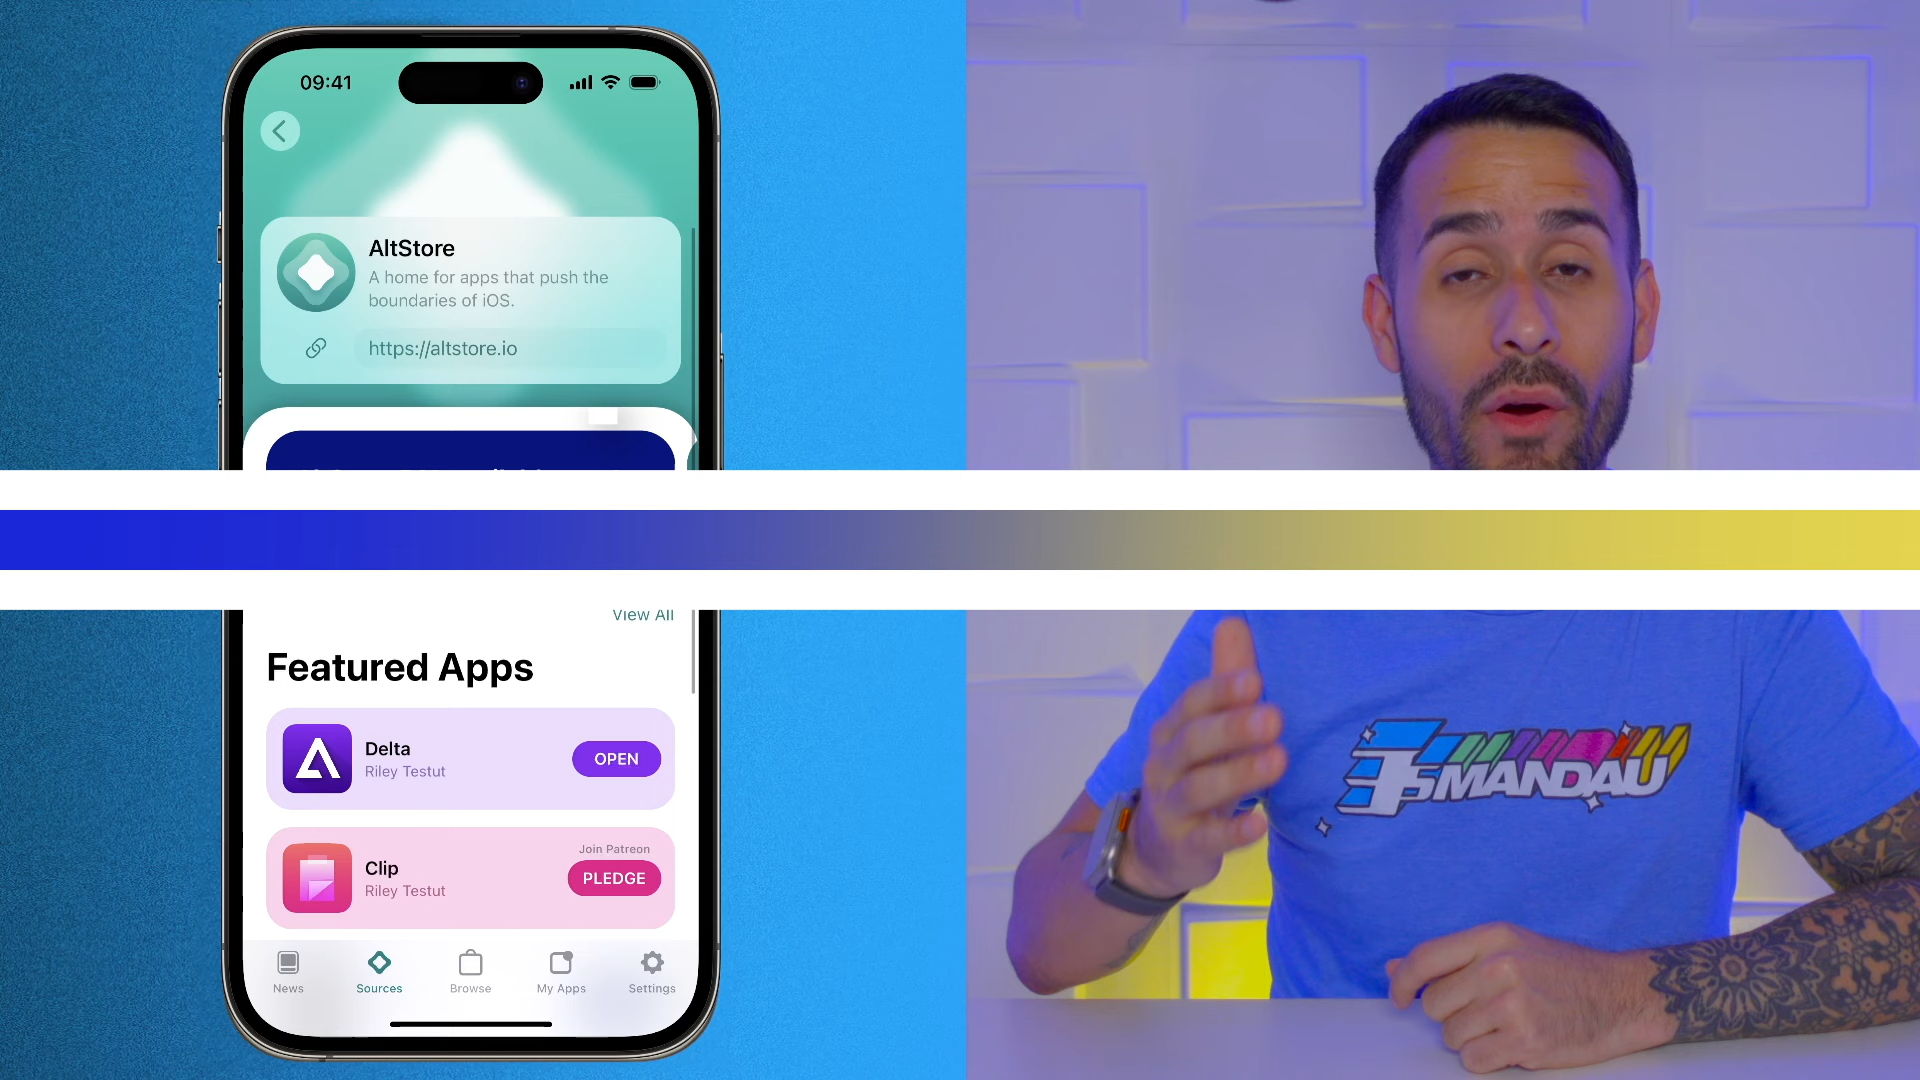 09:41
AltStore
A home for apps that push the
boundaries of iOS.
https://altstore.io
View All
Featured Apps
Delta
Riley Testut
OPEN
Clip
Riley Testut
Join Patreon
PLEDGE
News
Sources
Browse
My Apps
Settings
MANDAU